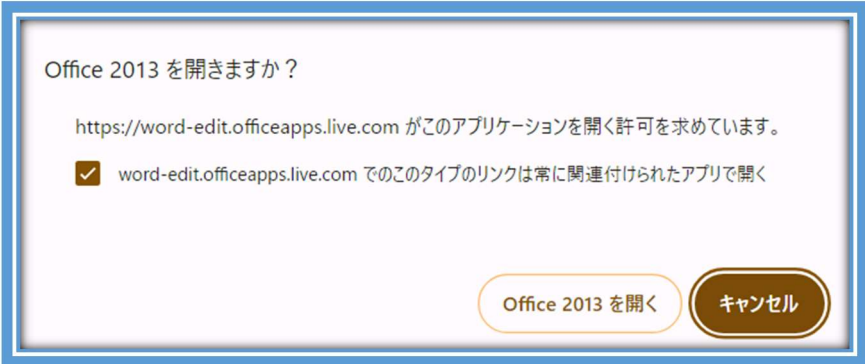 Office 2013 を開きますか？
https://word-edit.officeapps.live.com がこのアプリケーションを開く許可を求めています。
word-edit.officeapps.live.com でのこのタイプのリンクは常に関連付けられたアプリで開く
Office 2013 を開く
キャンセル